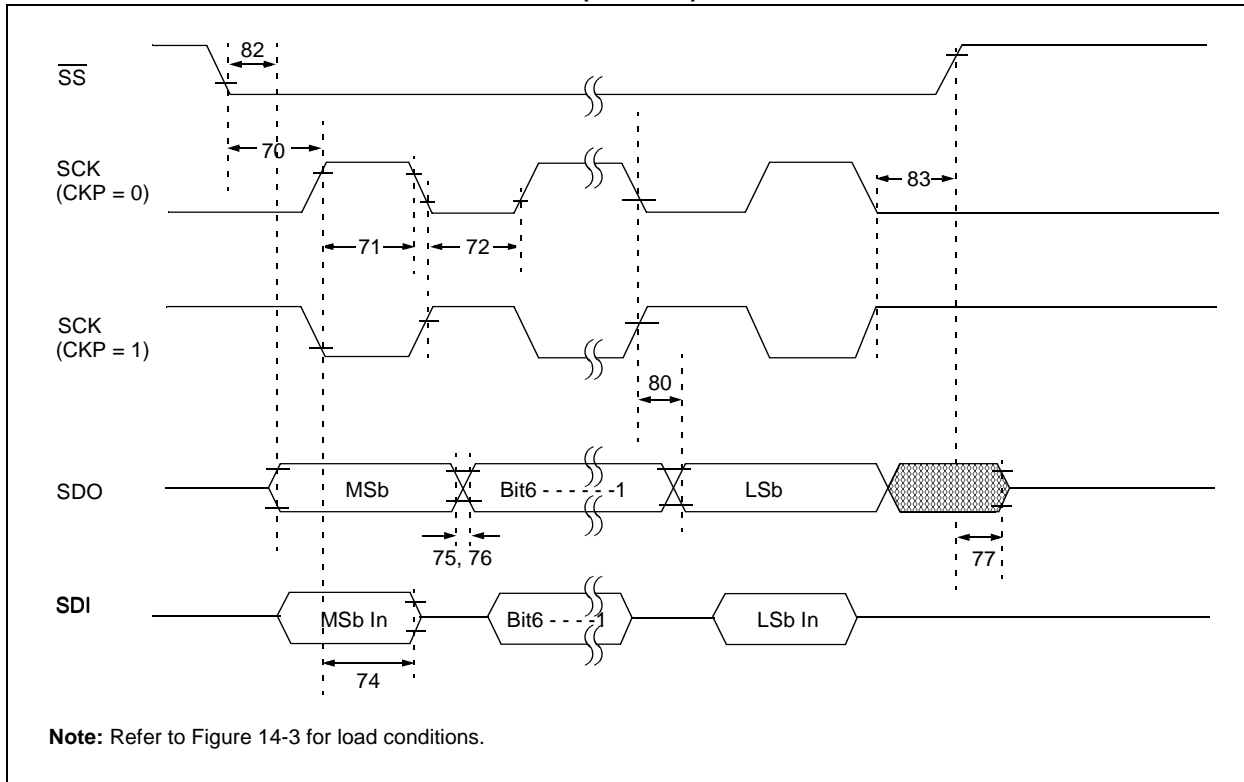 82
SS
70
SCK
(CKP = 0)
83
71
72
SCK
(CKP = 1)
80
SDO
MSb
Bit6 - - - - - -1
LSb
75, 76
77
SDI
MSb In
Bit6 - - - -1
LSb In
74
Note: Refer to Figure 14-3 for load conditions.